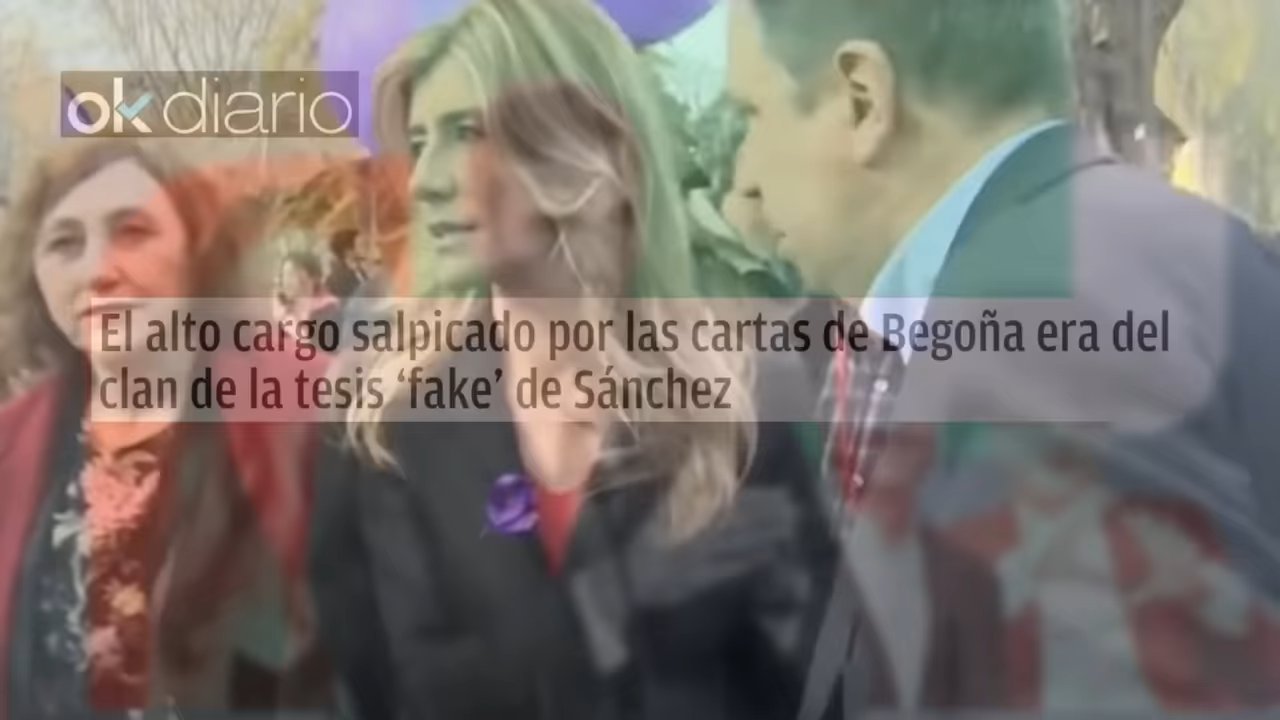 okdiario
El alto cargo salpicado por las cartas de Begoña era del
clan de la tesis ‘fake’ de Sánchez